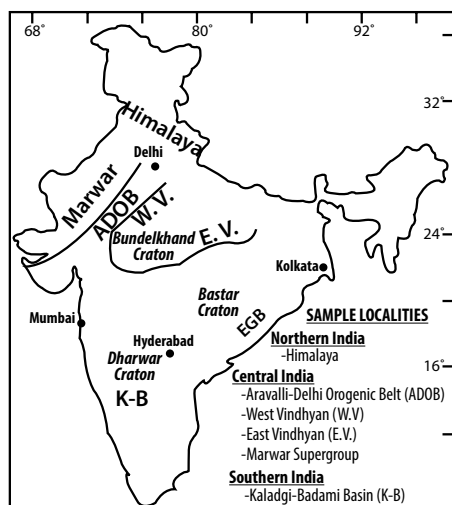 68° 80° 92°
32°
24°
16°
Himalaya
Delhi
Marwar
ADOB
W.V.
Bundelkhand
Craton
E.V.
Kolkata
Bastar
Craton
Mumbai
EGB
Hyderabad
Dharwar
Craton
K-B
SAMPLE LOCALITIES
Northern India
-Himalaya
Central India
-Aravalli-Delhi Orogenic Belt (ADOB)
-West Vindhyan (W.V)
-East Vindhyan (E.V.)
-Marwar Supergroup
Southern India
-Kaladgi-Badami Basin (K-B)